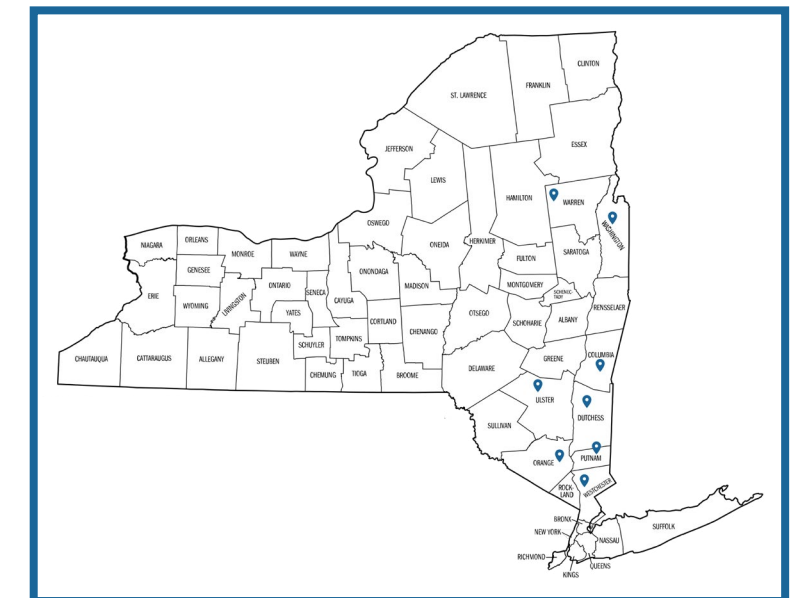 CLINTON
FRANKLIN
ST. LAWRENCE
ESSEX
JEFFERSON
LEWIS
HAMILTON
WARREN
WASHINGTON
OSWEGO
HERKIMER
ONEIDA
NIAGARA
ORLEANS
MONROE
WAYNE
SARATOGA
FULTON
GENESEE
ONONOAGA
MADISON
MONTGOMERY
ONTARIO
SENECA
CAYUGA
SCHENEC-
TADY
ERIE
WYOMING
LIVINGSTON
YATES
CORTLAND
OTSEGO
RENSSELAER
SCHOHARIE
ALBANY
CHENANGO
SCHUYLER
TOMPKINS
CHAUTAUQUA
CATTARAUGUS
ALLEGANY
STEUBEN
GREENE
COLUMBIA
DELAWARE
CHEMUNG
TIOGA
BROOME
ULSTER
DUTCHESS
SULLIVAN
ORANGE
PUTNAM
ROCK-
LAND
WESTCHESTER
BRONX
NEW YORK
SUFFOLK
NASSAU
RICHMOND
QUEENS
KINGS